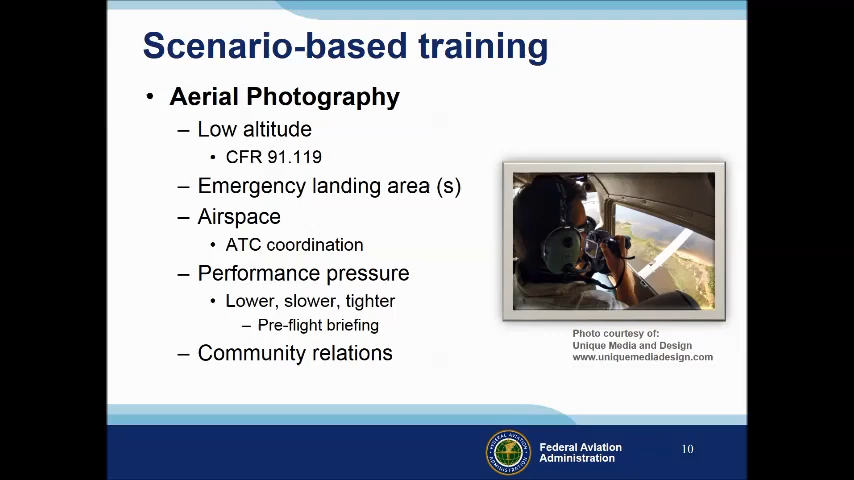 Scenario-based training
• Aerial Photography
– Low altitude
• CFR 91.119
– Emergency landing area (s)
– Airspace
• ATC coordination
– Performance pressure
• Lower, slower, tighter
– Pre-flight briefing
– Community relations
Photo courtesy of:
Unique Media and Design
www.uniquemediadesign.com
Federal Aviation
Administration
10